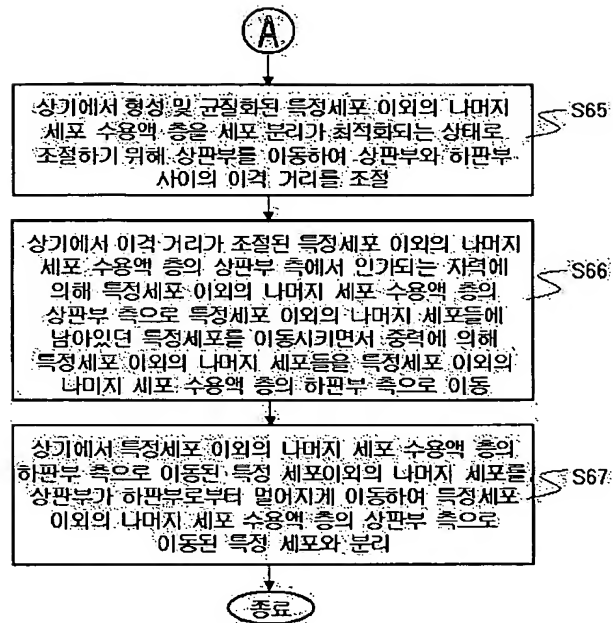 A
상기에서 형성 및 균질화된 특정세포 이외의 나머지
세포 수용액 층을 세포 분리가 최적화되는 상태로
조절하기 위해 상판부를 이동하여 상판부와 하판부
사이의 이격 거리를 조절
S65
상기에서 이격 거리가 조절된 특정세포 이외의 나머지
세포 수용액 층의 상판부 측에서 인가되는 자력에
의해 특정세포 이외의 나머지 세포 수용액 층의
상판부 측으로 특정세포 이외의 나머지 세포들에
남아있던 특정세포를 이동시키면서 중력에 의해
특정세포 이외의 나머지 세포들을 특정세포 이외의
나머지 세포 수용액 층의 하판부 측으로 이동
S66
상기에서 특정세포 이외의 나머지 세포 수용액 층의
하판부 측으로 이동된 특정 세포이외의 나머지 세포를
상판부가 하판부로부터 멀어지게 이동하여 특정세포
이외의 나머지 세포 수용액 층의 상판부 측으로
이동된 특정 세포와 분리
S67
종료